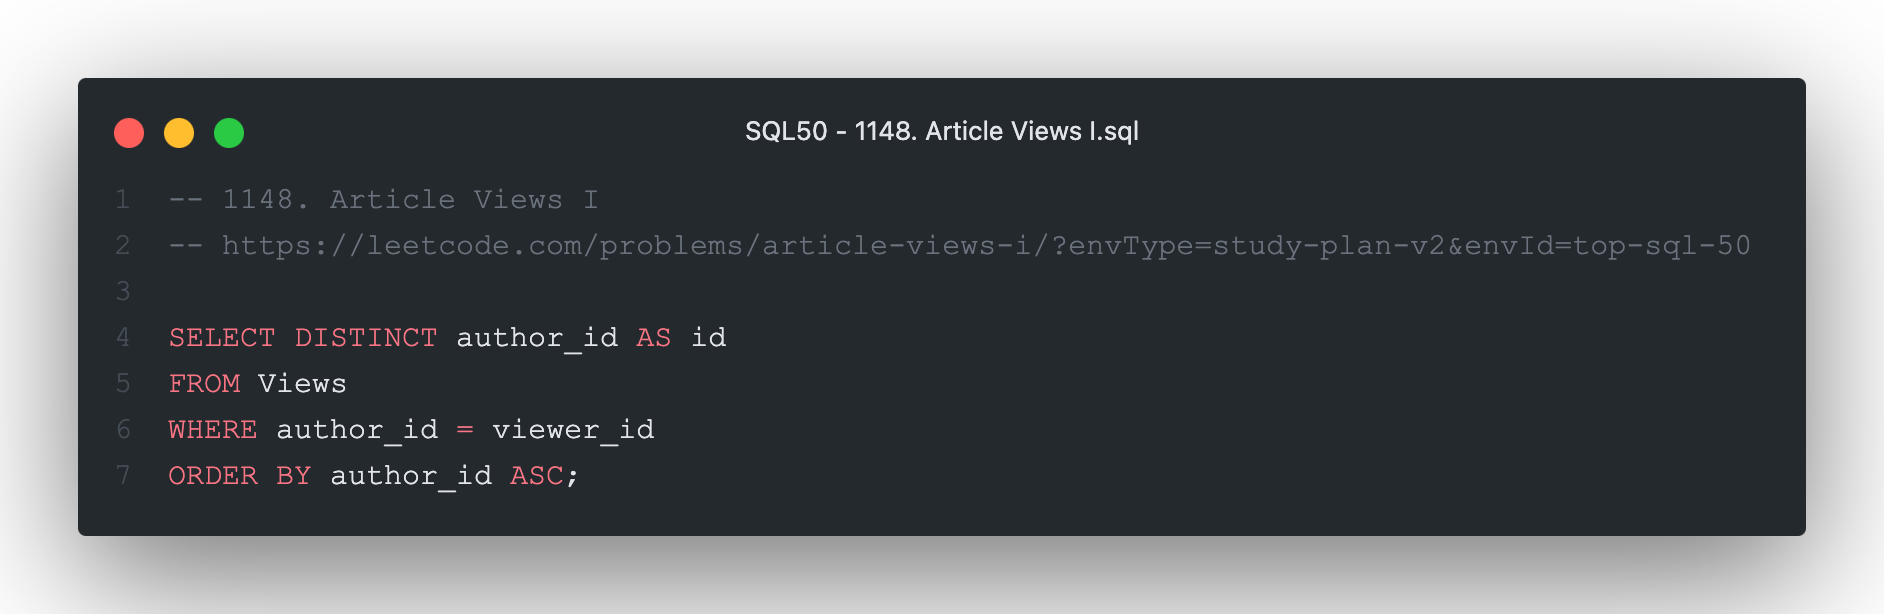 SQL50 - 1148. Article Views I.sql
1 -- 1148. Article Views I
2 -- https://leetcode.com/problems/article-views-i/?envType=study-plan-v2&envId=top-sql-50
3
4 SELECT DISTINCT author_id AS id
5 FROM Views
6 WHERE author_id = viewer_id
7 ORDER BY author_id ASC;